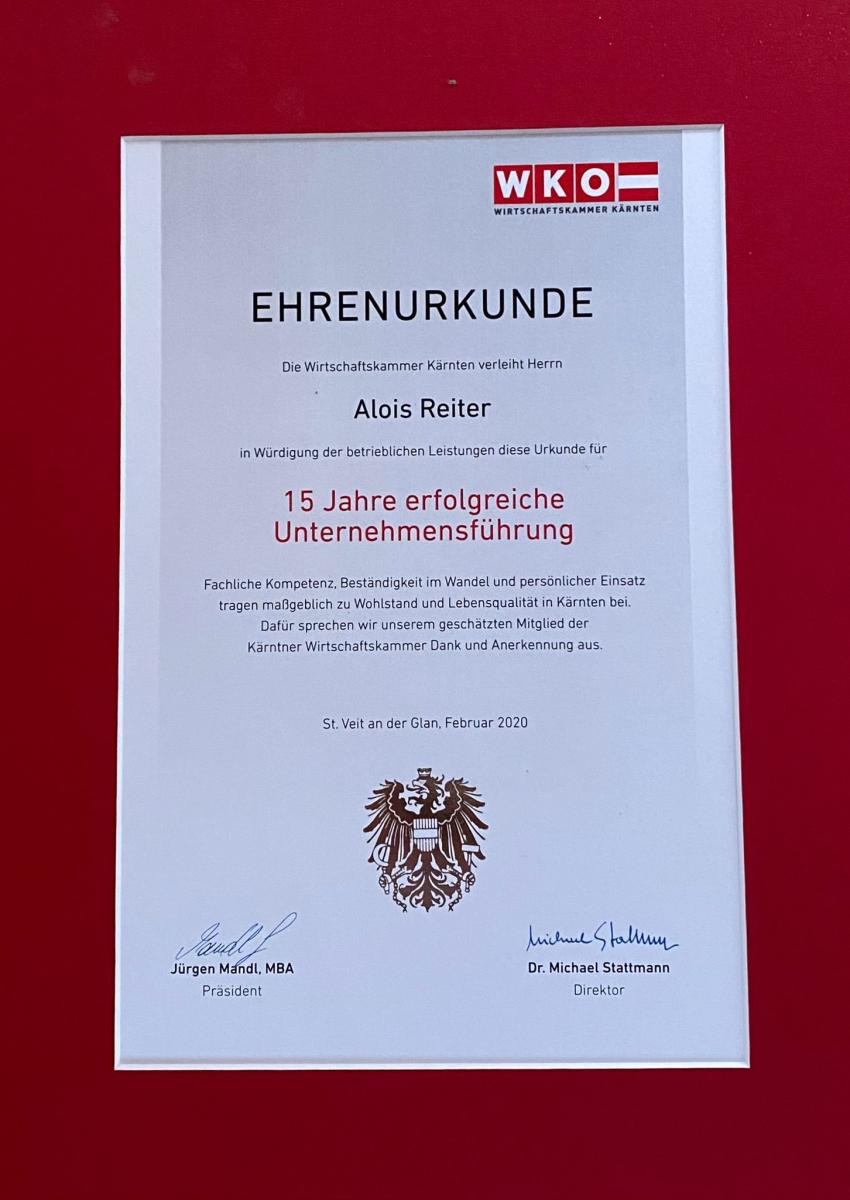 WKO
WIRTSCHAFTSKAMMER KÄRNTEN
EHRENURKUNDE
Die Wirtschaftskammer Kärnten verleiht Herrn
Alois Reiter
in Würdigung der betrieblichen Leistungen diese Urkunde für
15 Jahre erfolgreiche
Unternehmensführung
Fachliche Kompetenz, Beständigkeit im Wandel und persönlicher Einsatz
tragen maßgeblich zu Wohlstand und Lebensqualität in Kärnten bei.
Dafür sprechen wir unserem geschätzten Mitglied der
Kärntner Wirtschaftskammer Dank und Anerkennung aus.
St. Veit an der Glan, Februar 2020
Michael Stattmann
Jürgen Mandl, MBA
Dr. Michael Stattmann
Präsident
Direktor